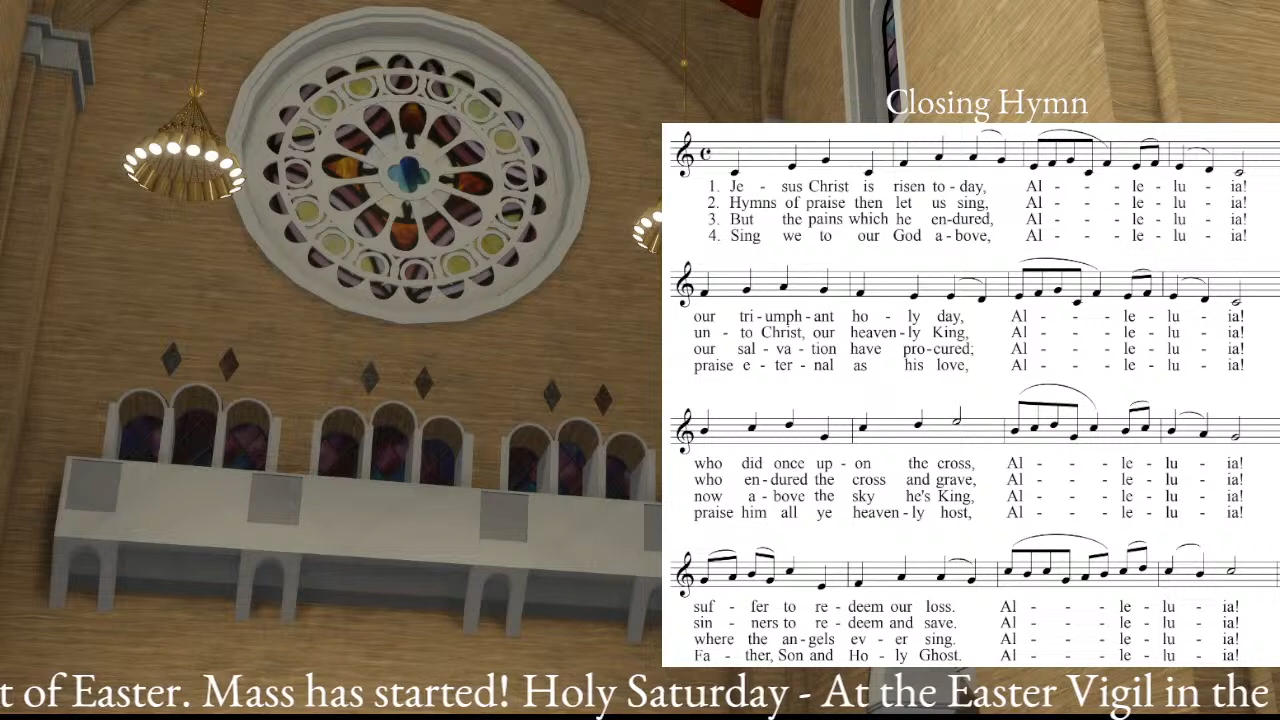 Closing Hymn
1. Je - sus Christ is risen to - day, Al - - - le - lu - ia!
2. Hymns of praise then let us sing, Al - - - le - lu - ia!
3. But the pains which he en-dured, Al - - - le - lu - ia!
4. Sing we to our God a - bove, Al - - - le - lu - ia!
our tri - umph - ant ho - ly day, Al - - - le - lu - ia!
un - to Christ, our heaven - ly King, Al - - - le - lu - ia!
our sal - va - tion have pro-cured; Al - - - le - lu - ia!
praise e - ter - nal as his love, Al - - - le - lu - ia!
who did once up - on the cross, Al - - - le - lu - ia!
who en - dured the cross and grave, Al - - - le - lu - ia!
now a - bove the sky he's King, Al - - - le - lu - ia!
praise him all ye heaven - ly host, Al - - - le - lu - ia!
suf - fer to re - deem our loss. Al - - - le - lu - ia!
sin - ners to re - deem and save. Al - - - le - lu - ia!
where the an - gels ev - er sing. Al - - - le - lu - ia!
Fa - ther, Son and Ho - ly Ghost. Al - - - le - lu - ia!
t of Easter. Mass has started! Holy Saturday - At the Easter Vigil in the